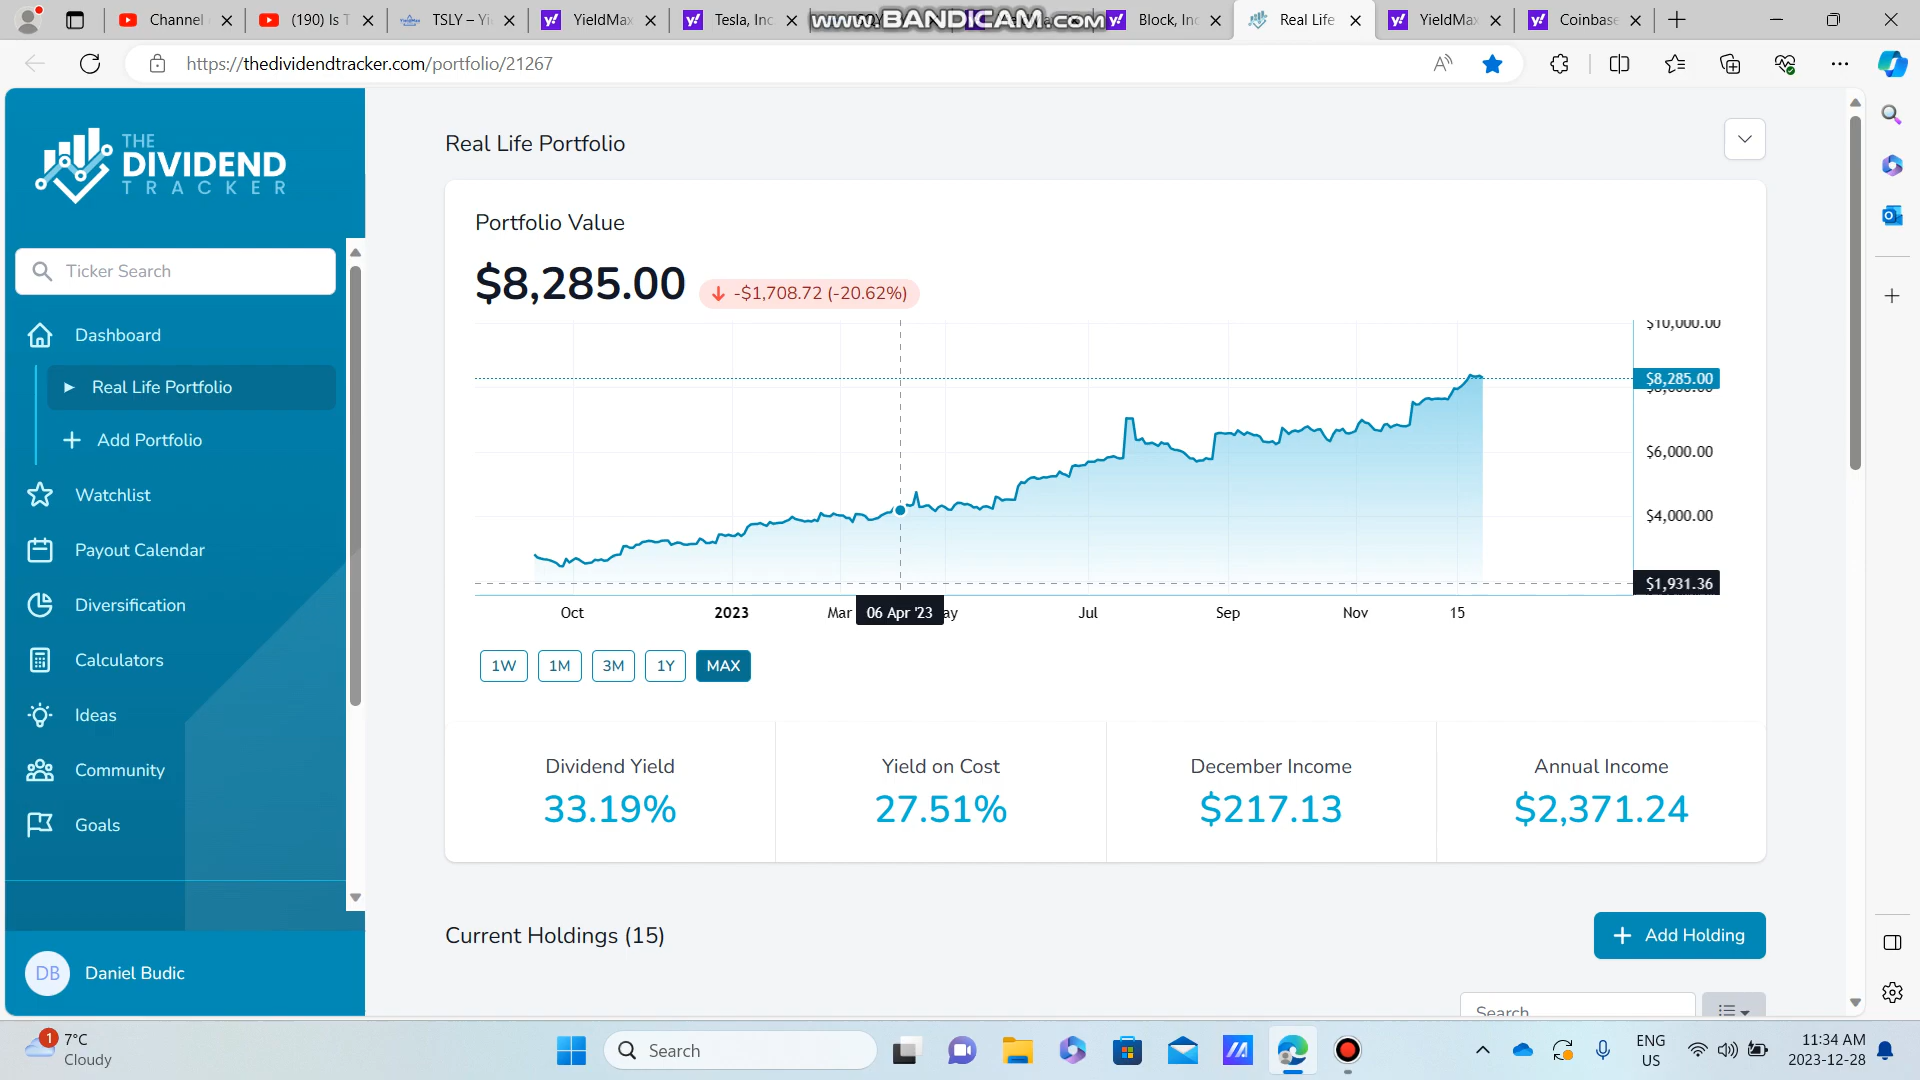 Channel
(190) Is T
TSLY – Yi
YieldMax
Tesla, Inc
www.BANDICAM.com
Block, Inc
Real Life
YieldMax
Coinbase
https://thedividendtracker.com/portfolio/21267
THE
DIVIDEND
TRACKER
Ticker Search
Dashboard
Real Life Portfolio
Add Portfolio
Watchlist
Payout Calendar
Diversification
Calculators
Ideas
Community
Goals
DB
Daniel Budic
Real Life Portfolio
Portfolio Value
$8,285.00
-$1,708.72 (-20.62%)
$10,000.00
$8,285.00
$6,000.00
$4,000.00
$1,931.36
Oct
2023
Mar
06 Apr '23
ay
Jul
Sep
Nov
15
1W
1M
3M
1Y
MAX
Dividend Yield
33.19%
Yield on Cost
27.51%
December Income
$217.13
Annual Income
$2,371.24
Current Holdings (15)
Add Holding
Search
1
7°C
Cloudy
Search
ENG
US
11:34 AM
2023-12-28